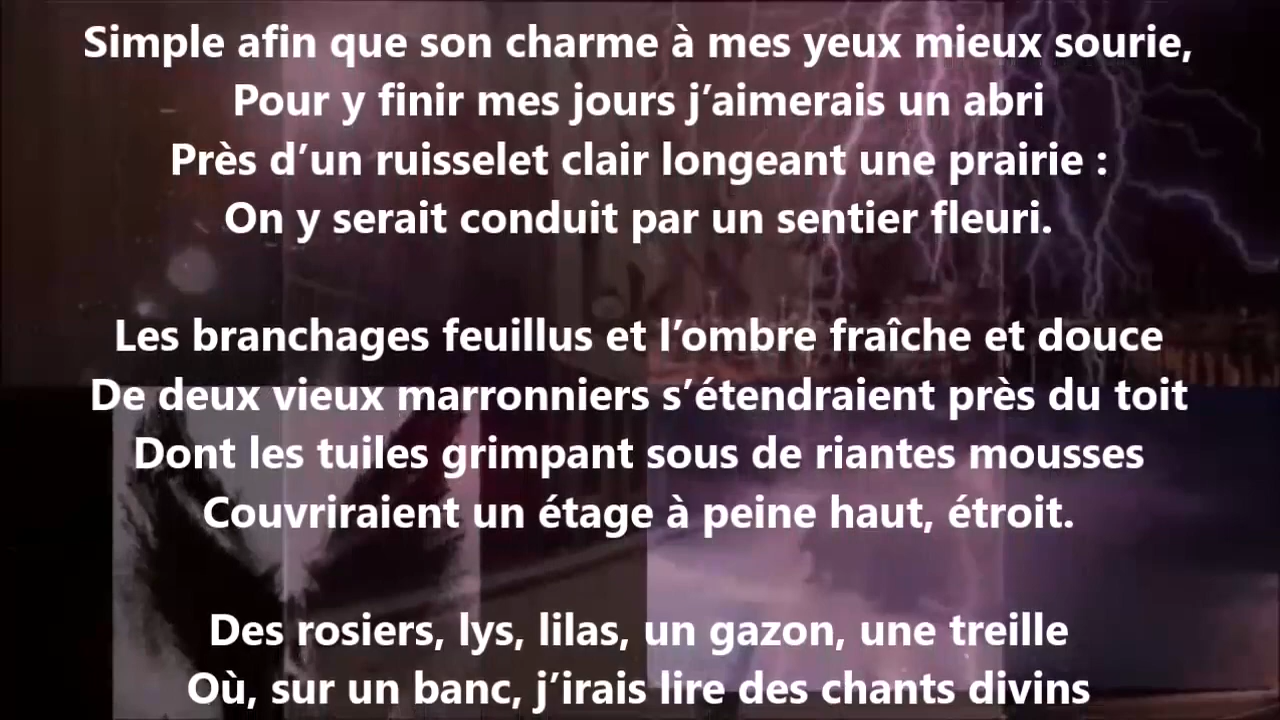 Simple afin que son charme à mes yeux mieux sourie,
Pour y finir mes jours j’aimerais un abri
Près d’un ruisselet clair longeant une prairie :
On y serait conduit par un sentier fleuri.
Les branchages feuillus et l’ombre fraîche et douce
De deux vieux marronniers s’étendraient près du toit
Dont les tuiles grimpant sous de riantes mousses
Couvriraient un étage à peine haut, étroit.
Des rosiers, lys, lilas, un gazon, une treille
Où, sur un banc, j’irais lire des chants divins